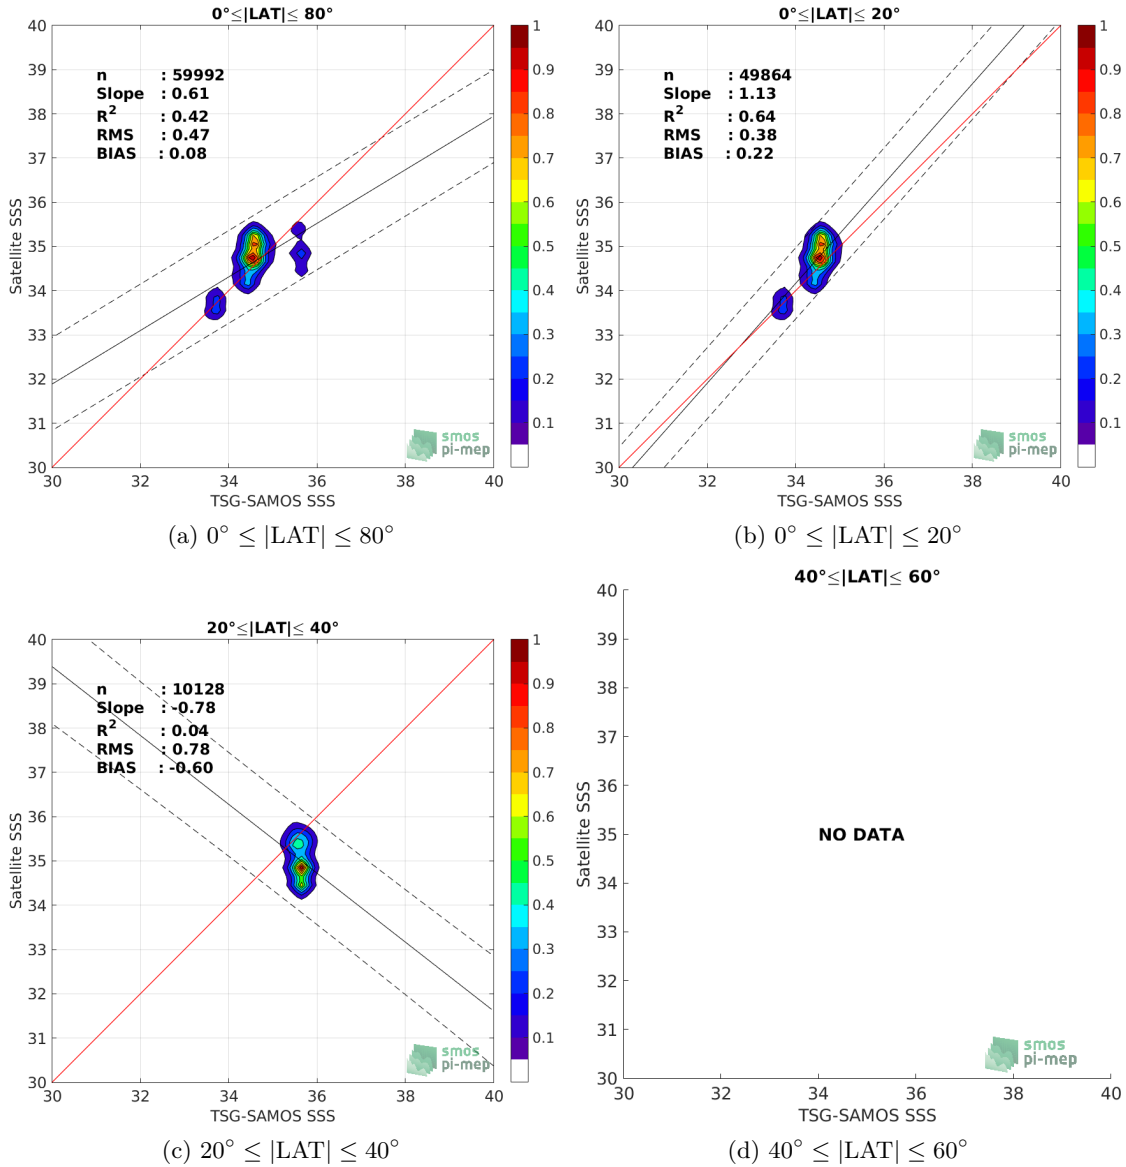 0°≤|LAT|≤ 80°
40
39
38
37
36
35
34
33
32
31
30
Satellite SSS
n : 59992
Slope : 0.61
R² : 0.42
RMS : 0.47
BIAS : 0.08
smos
pi-mep
30 32 34 36 38 40
TSG-SAMOS SSS
1
0.9
0.8
0.7
0.6
0.5
0.4
0.3
0.2
0.1
(a) 0° ≤ |LAT| ≤ 80°
0°≤|LAT|≤ 20°
40
39
38
37
36
35
34
33
32
31
30
Satellite SSS
n : 49864
Slope : 1.13
R² : 0.64
RMS : 0.38
BIAS : 0.22
smos
pi-mep
30 32 34 36 38 40
TSG-SAMOS SSS
1
0.9
0.8
0.7
0.6
0.5
0.4
0.3
0.2
0.1
(b) 0° ≤ |LAT| ≤ 20°
20°≤|LAT|≤ 40°
40
39
38
37
36
35
34
33
32
31
30
Satellite SSS
n : 10128
Slope : -0.78
R² : 0.04
RMS : 0.78
BIAS : -0.60
smos
pi-mep
30 32 34 36 38 40
TSG-SAMOS SSS
1
0.9
0.8
0.7
0.6
0.5
0.4
0.3
0.2
0.1
(c) 20° ≤ |LAT| ≤ 40°
40°≤|LAT|≤ 60°
40
39
38
37
36
35
34
33
32
31
30
Satellite SSS
NO DATA
smos
pi-mep
30 32 34 36 38 40
TSG-SAMOS SSS
(d) 40° ≤ |LAT| ≤ 60°